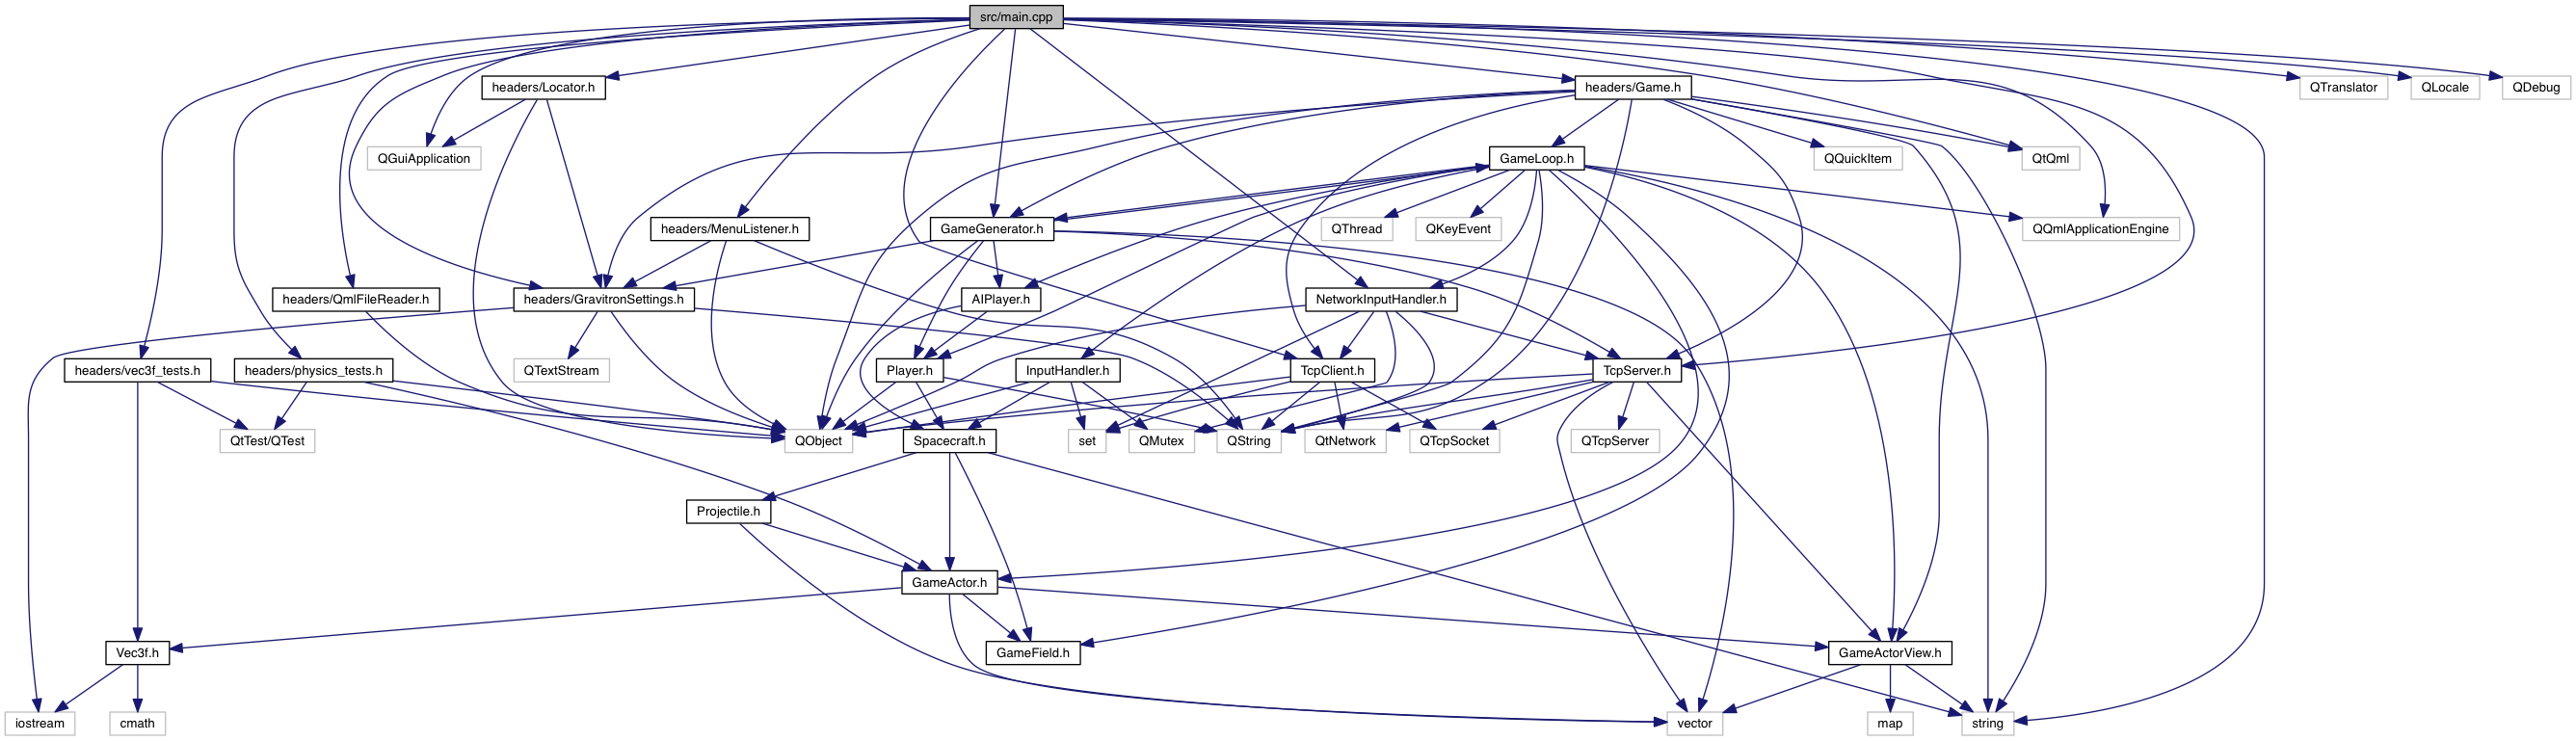 src/main.cpp
headers/Locator.h
headers/Game.h
QTranslator
QLocale
QDebug
QGuiApplication
GameLoop.h
QQuickItem
QtQml
headers/MenuListener.h
GameGenerator.h
QThread
QKeyEvent
QQmlApplicationEngine
headers/QmlFileReader.h
headers/GravitronSettings.h
AIPlayer.h
NetworkInputHandler.h
headers/vec3f_tests.h
headers/physics_tests.h
QTextStream
Player.h
InputHandler.h
TcpClient.h
TcpServer.h
QtTest/QTest
QObject
Spacecraft.h
set
QMutex
QString
QtNetwork
QTcpSocket
QTcpServer
Projectile.h
GameActor.h
Vec3f.h
GameField.h
GameActorView.h
iostream
cmath
vector
map
string